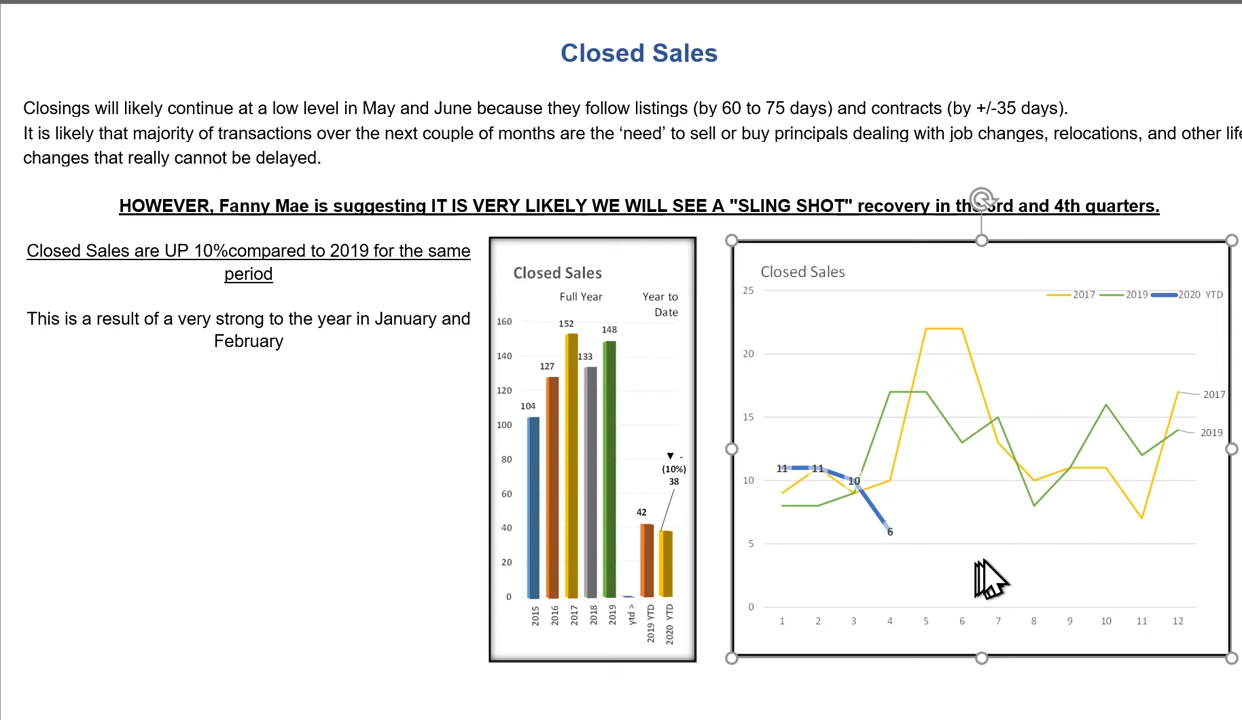 Closed Sales
Closings will likely continue at a low level in May and June because they follow listings (by 60 to 75 days) and contracts (by +/-35 days).
It is likely that majority of transactions over the next couple of months are the ‘need’ to sell or buy principals dealing with job changes, relocations, and other life
changes that really cannot be delayed.
HOWEVER, Fanny Mae is suggesting IT IS VERY LIKELY WE WILL SEE A "SLING SHOT" recovery in the and 4th quarters.
Closed Sales are UP 10%compared to 2019 for the same
period
This is a result of a very strong to the year in January and
February
Closed Sales
Full Year
Year to
Date
160
140
120
100
80
60
40
20
0
104
127
152
133
148
42
▼ -
(10%)
38
2015
2016
2017
2018
2019
ytd >
2019 YTD
2020 YTD
Closed Sales
2017
2019
2020 YTD
25
20
15
10
5
0
11
11
10
6
2017
2019
1 2 3 4 5 6 7 8 9 10 11 12